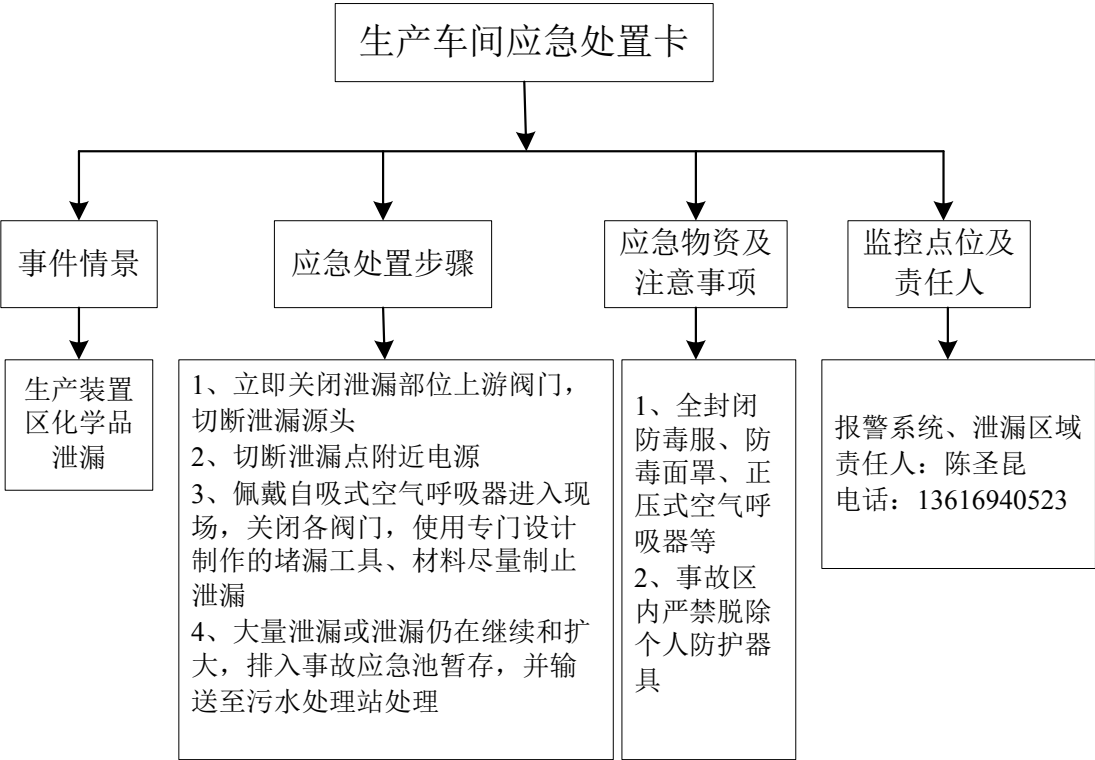 生产车间应急处置卡
事件情景
应急处置步骤
应急物资及
注意事项
监控点位及
责任人
生产装置
区化学品
泄漏
1、立即关闭泄漏部位上游阀门，
切断泄漏源头
2、切断泄漏点附近电源
3、佩戴自吸式空气呼吸器进入现
场，关闭各阀门，使用专门设计
制作的堵漏工具、材料尽量制止
泄漏
4、大量泄漏或泄漏仍在继续和扩
大，排入事故应急池暂存，并输
送至污水处理站处理
1、全封闭
防毒服、防
毒面罩、正
压式空气呼
吸器等
2、事故区
内严禁脱除
个人防护器
具
报警系统、泄漏区域
责任人：陈圣昆
电话：13616940523